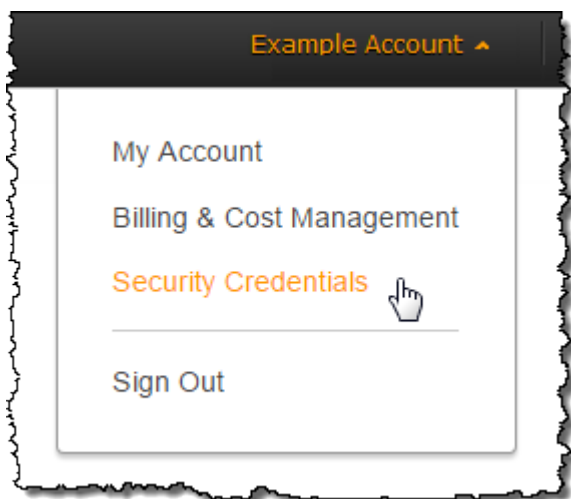 Example Account
My Account
Billing & Cost Management
Security Credentials
Sign Out